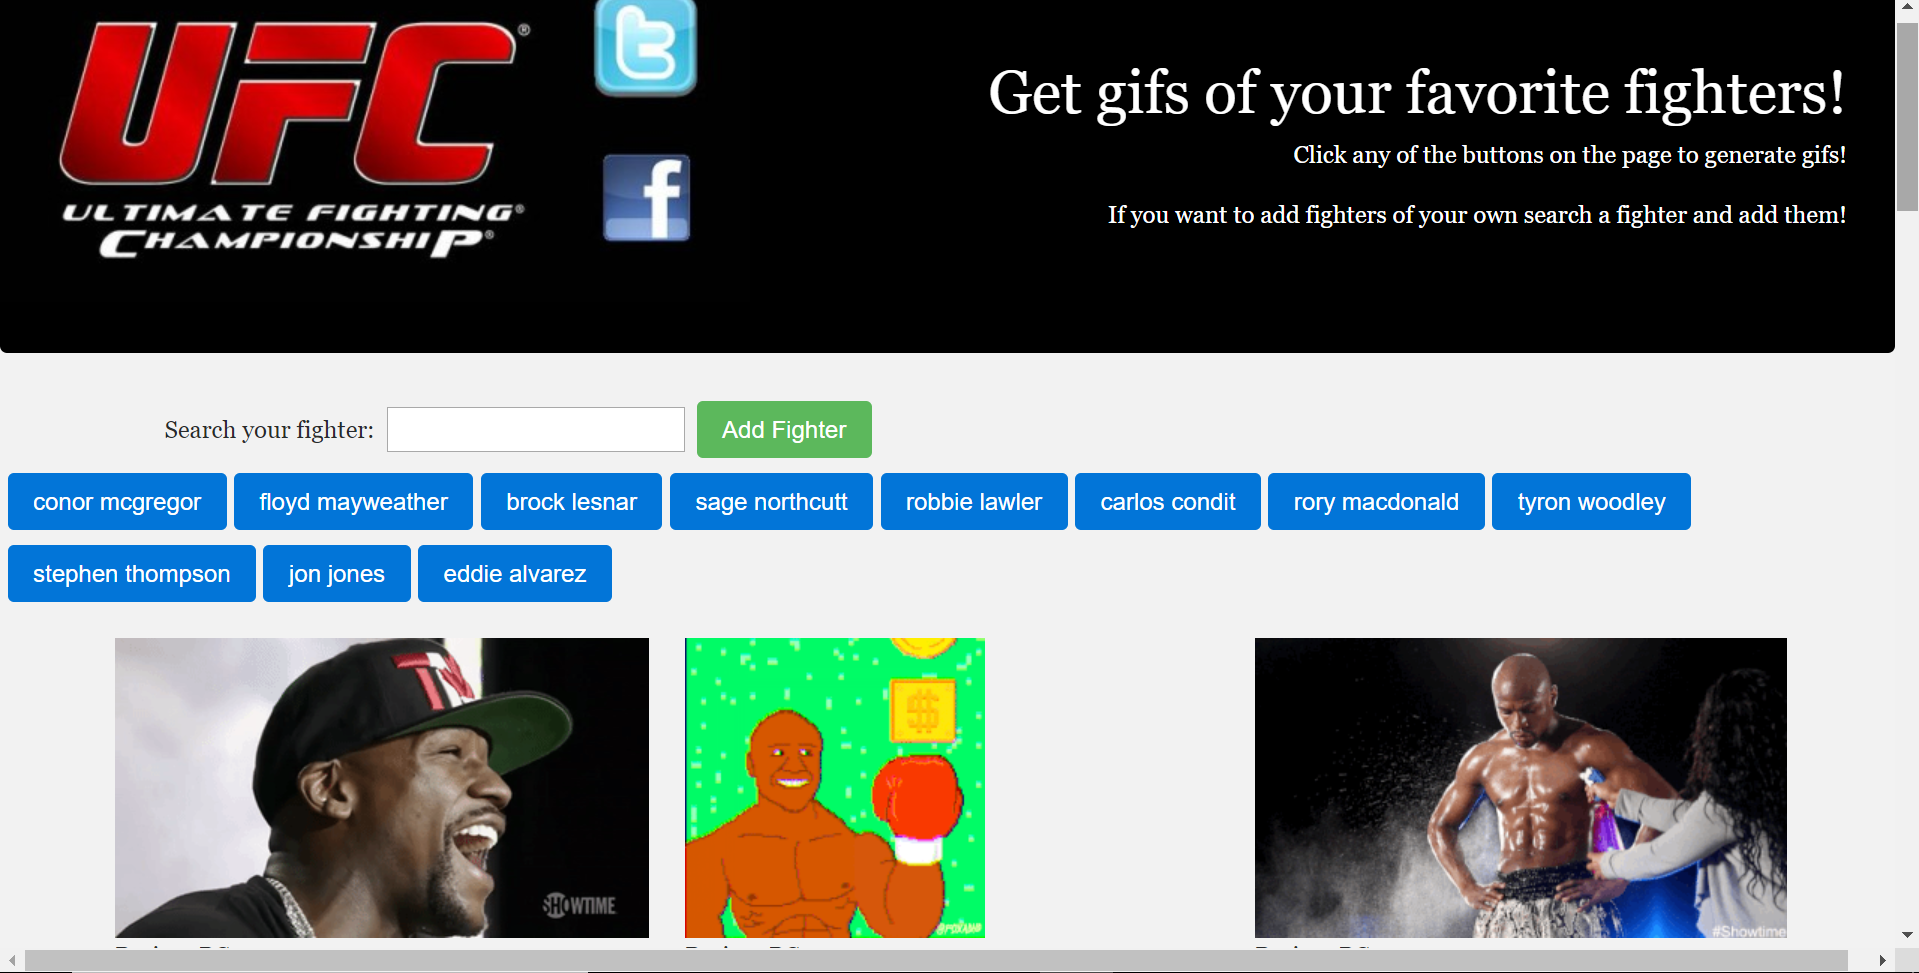 UFC®
ULTIMATE FIGHTING®
CHAMPIONSHIP®
Get gifs of your favorite fighters!
Click any of the buttons on the page to generate gifs!
If you want to add fighters of your own search a fighter and add them!
Search your fighter:
Add Fighter
conor mcgregor
floyd mayweather
brock lesnar
sage northcutt
robbie lawler
carlos condit
rory macdonald
tyron woodley
stephen thompson
jon jones
eddie alvarez
SHOWTIME
$
#Showtime